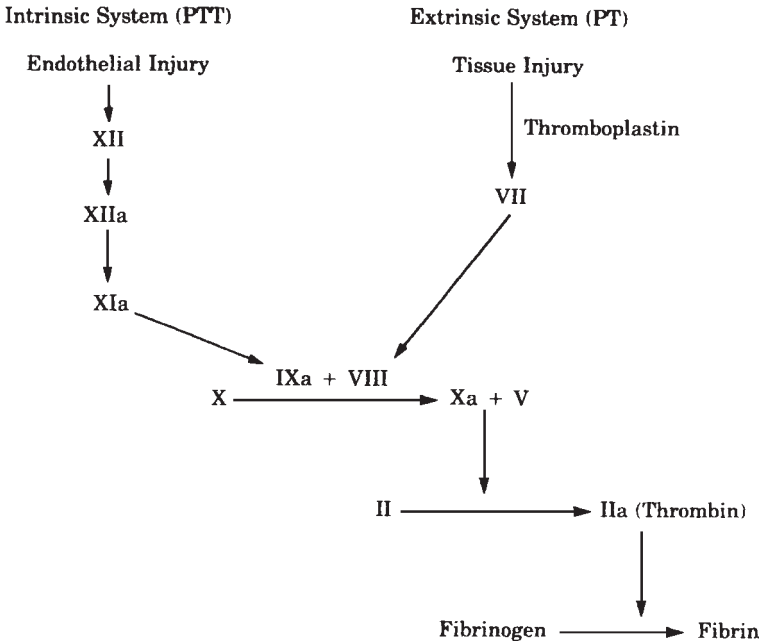 Intrinsic System (PTT)
Extrinsic System (PT)
Endothelial Injury
Tissue Injury
Thromboplastin
XII
VII
XIIa
XIa
IXa + VIII
X
Xa + V
II
IIa (Thrombin)
Fibrinogen
Fibrin